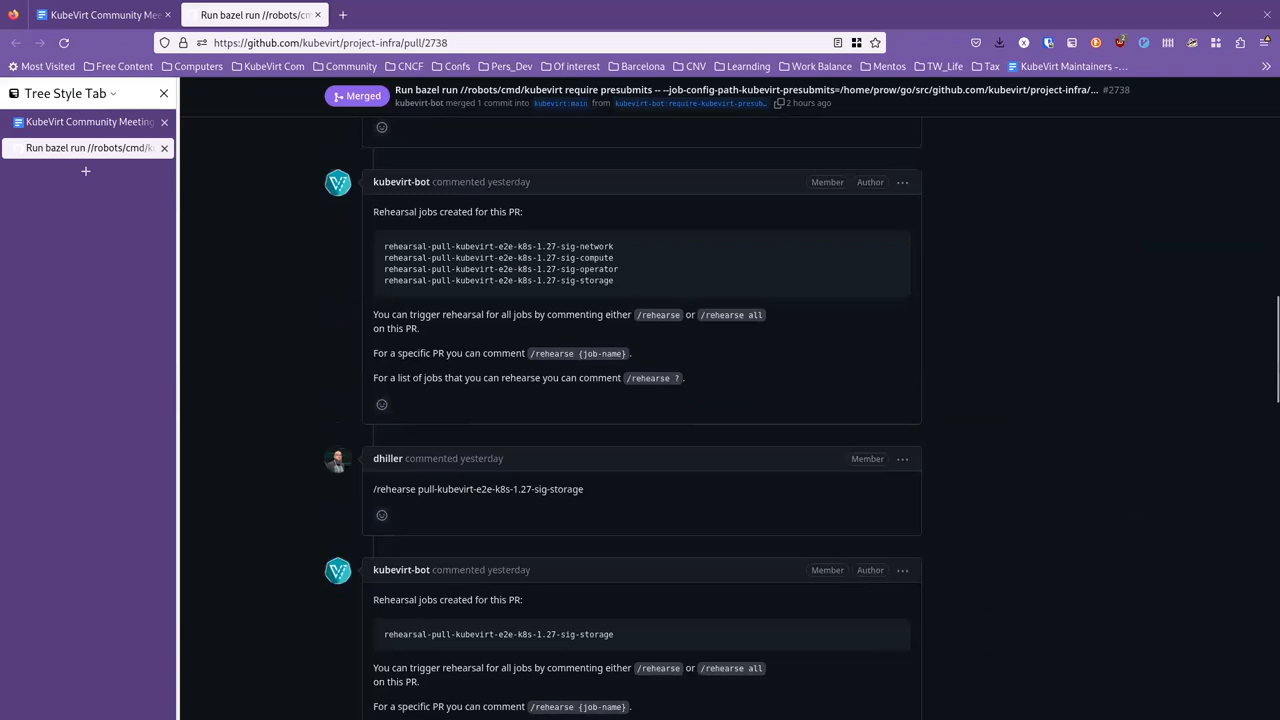 KubeVirt Community Mee
Run bazel run //robots/cm
https://github.com/kubevirt/project-infra/pull/2738
Most Visited
Free Content
Computers
KubeVirt Com
Community
CNCF
Confs
Pers_Dev
Of interest
Barcelona
CNV
Learnding
Work Balance
Mentos
TW_Life
Tax
KubeVirt Maintainers -...
Tree Style Tab
KubeVirt Community Meeting
Run bazel run //robots/cmd/k
Merged
Run bazel run //robots/cmd/kubevirt require presubmits -- --job-config-path-kubevirt-presubmits=/home/prow/go/src/github.com/kubevirt/project-infra/... #2738
kubevirt-bot merged 1 commit into kubevirt:main from kubevirt-bot:require-kubevirt-presub… 2 hours ago
kubevirt-bot commented yesterday
Member
Author
Rehearsal jobs created for this PR:
rehearsal-pull-kubevirt-e2e-k8s-1.27-sig-network
rehearsal-pull-kubevirt-e2e-k8s-1.27-sig-compute
rehearsal-pull-kubevirt-e2e-k8s-1.27-sig-operator
rehearsal-pull-kubevirt-e2e-k8s-1.27-sig-storage
You can trigger rehearsal for all jobs by commenting either /rehearse or /rehearse all
on this PR.
For a specific PR you can comment /rehearse {job-name}.
For a list of jobs that you can rehearse you can comment /rehearse ?.
dhiller commented yesterday
Member
/rehearse pull-kubevirt-e2e-k8s-1.27-sig-storage
kubevirt-bot commented yesterday
Member
Author
Rehearsal jobs created for this PR:
rehearsal-pull-kubevirt-e2e-k8s-1.27-sig-storage
You can trigger rehearsal for all jobs by commenting either /rehearse or /rehearse all
on this PR.
For a specific PR you can comment /rehearse {job-name}.